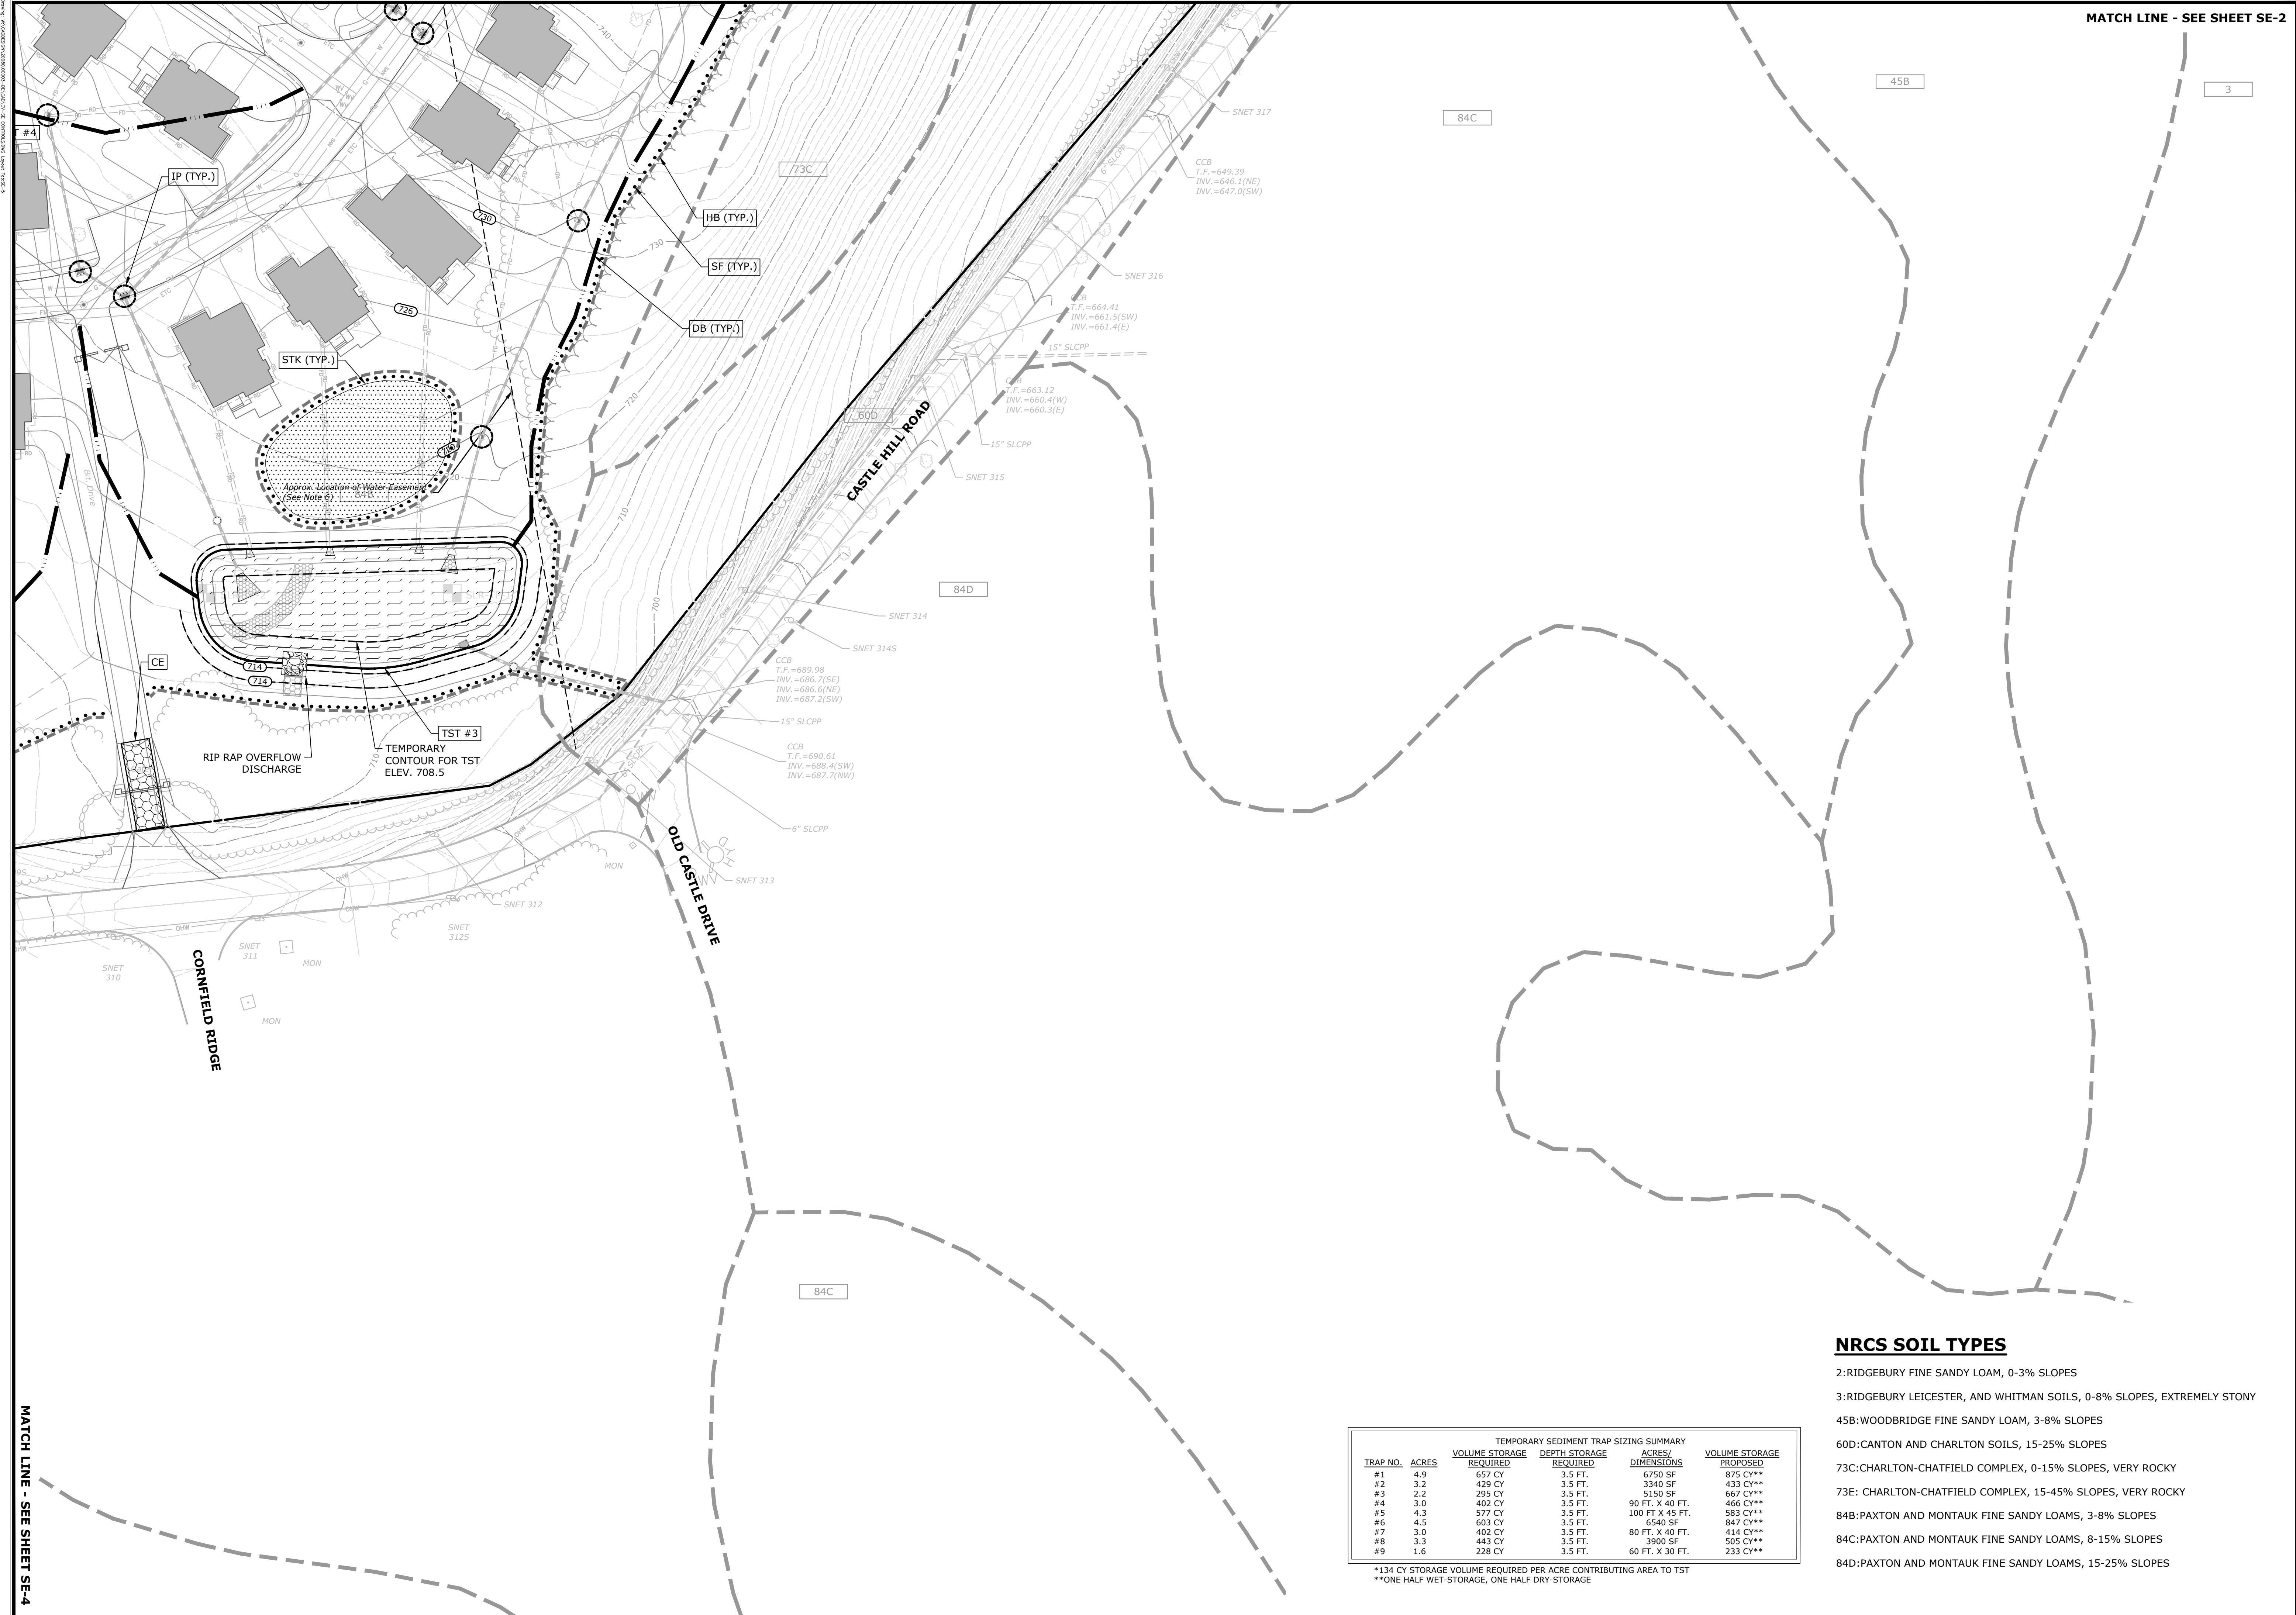 MATCH LINE - SEE SHEET SE-2
45B
3
84C
SNET 317
T #4
73C
CCB
T.F.=649.39
INV.=646.1(NE)
INV.=647.0(SW)
6" SLCPP
IP (TYP.)
740
HB (TYP.)
730
730
SF (TYP.)
SNET 316
CCB
T.F.=664.41
INV.=661.5(SW)
INV.=661.4(E)
726
DB (TYP.)
15" SLCPP
STK (TYP.)
CCB
T.F.=663.12
INV.=660.4(W)
INV.=660.3(E)
720
60D
CASTLE HILL ROAD
15" SLCPP
SNET 315
Bit. Drive
Approx. Location of Water Easement
(See Note 6)
710
84D
700
SNET 314
SNET 314S
CE
714
714
CCB
T.F.=689.98
INV.=686.7(SE)
INV.=686.6(NE)
INV.=687.2(SW)
15" SLCPP
TST #3
RIP RAP OVERFLOW
DISCHARGE
TEMPORARY
CONTOUR FOR TST
ELEV. 708.5
710
CCB
T.F.=690.61
INV.=688.4(SW)
INV.=687.7(NW)
6" SLCPP
6" SLCPP
OLD CASTLE DRIVE
MON
SNET 313
SNET 312
SNET
312S
SNET
311
MON
SNET
310
MON
CORNFIELD RIDGE
84C
MATCH LINE - SEE SHEET SE-4
NRCS SOIL TYPES
2:RIDGEBURY FINE SANDY LOAM, 0-3% SLOPES
3:RIDGEBURY LEICESTER, AND WHITMAN SOILS, 0-8% SLOPES, EXTREMELY STONY
45B:WOODBRIDGE FINE SANDY LOAM, 3-8% SLOPES
60D:CANTON AND CHARLTON SOILS, 15-25% SLOPES
73C:CHARLTON-CHATFIELD COMPLEX, 0-15% SLOPES, VERY ROCKY
73E: CHARLTON-CHATFIELD COMPLEX, 15-45% SLOPES, VERY ROCKY
84B:PAXTON AND MONTAUK FINE SANDY LOAMS, 3-8% SLOPES
84C:PAXTON AND MONTAUK FINE SANDY LOAMS, 8-15% SLOPES
84D:PAXTON AND MONTAUK FINE SANDY LOAMS, 15-25% SLOPES
TEMPORARY SEDIMENT TRAP SIZING SUMMARY
VOLUME STORAGE DEPTH STORAGE ACRES/ VOLUME STORAGE
TRAP NO. ACRES REQUIRED REQUIRED DIMENSIONS PROPOSED
#1 4.9 657 CY 3.5 FT. 6750 SF 875 CY**
#2 3.2 429 CY 3.5 FT. 3340 SF 433 CY**
#3 2.2 295 CY 3.5 FT. 5150 SF 667 CY**
#4 3.0 402 CY 3.5 FT. 90 FT. X 40 FT. 466 CY**
#5 4.3 577 CY 3.5 FT. 100 FT X 45 FT. 583 CY**
#6 4.5 603 CY 3.5 FT. 6540 SF 847 CY**
#7 3.0 402 CY 3.5 FT. 80 FT. X 40 FT. 414 CY**
#8 3.3 443 CY 3.5 FT. 3900 SF 505 CY**
#9 1.6 228 CY 3.5 FT. 60 FT. X 30 FT. 233 CY**
*134 CY STORAGE VOLUME REQUIRED PER ACRE CONTRIBUTING AREA TO TST
**ONE HALF WET-STORAGE, ONE HALF DRY-STORAGE